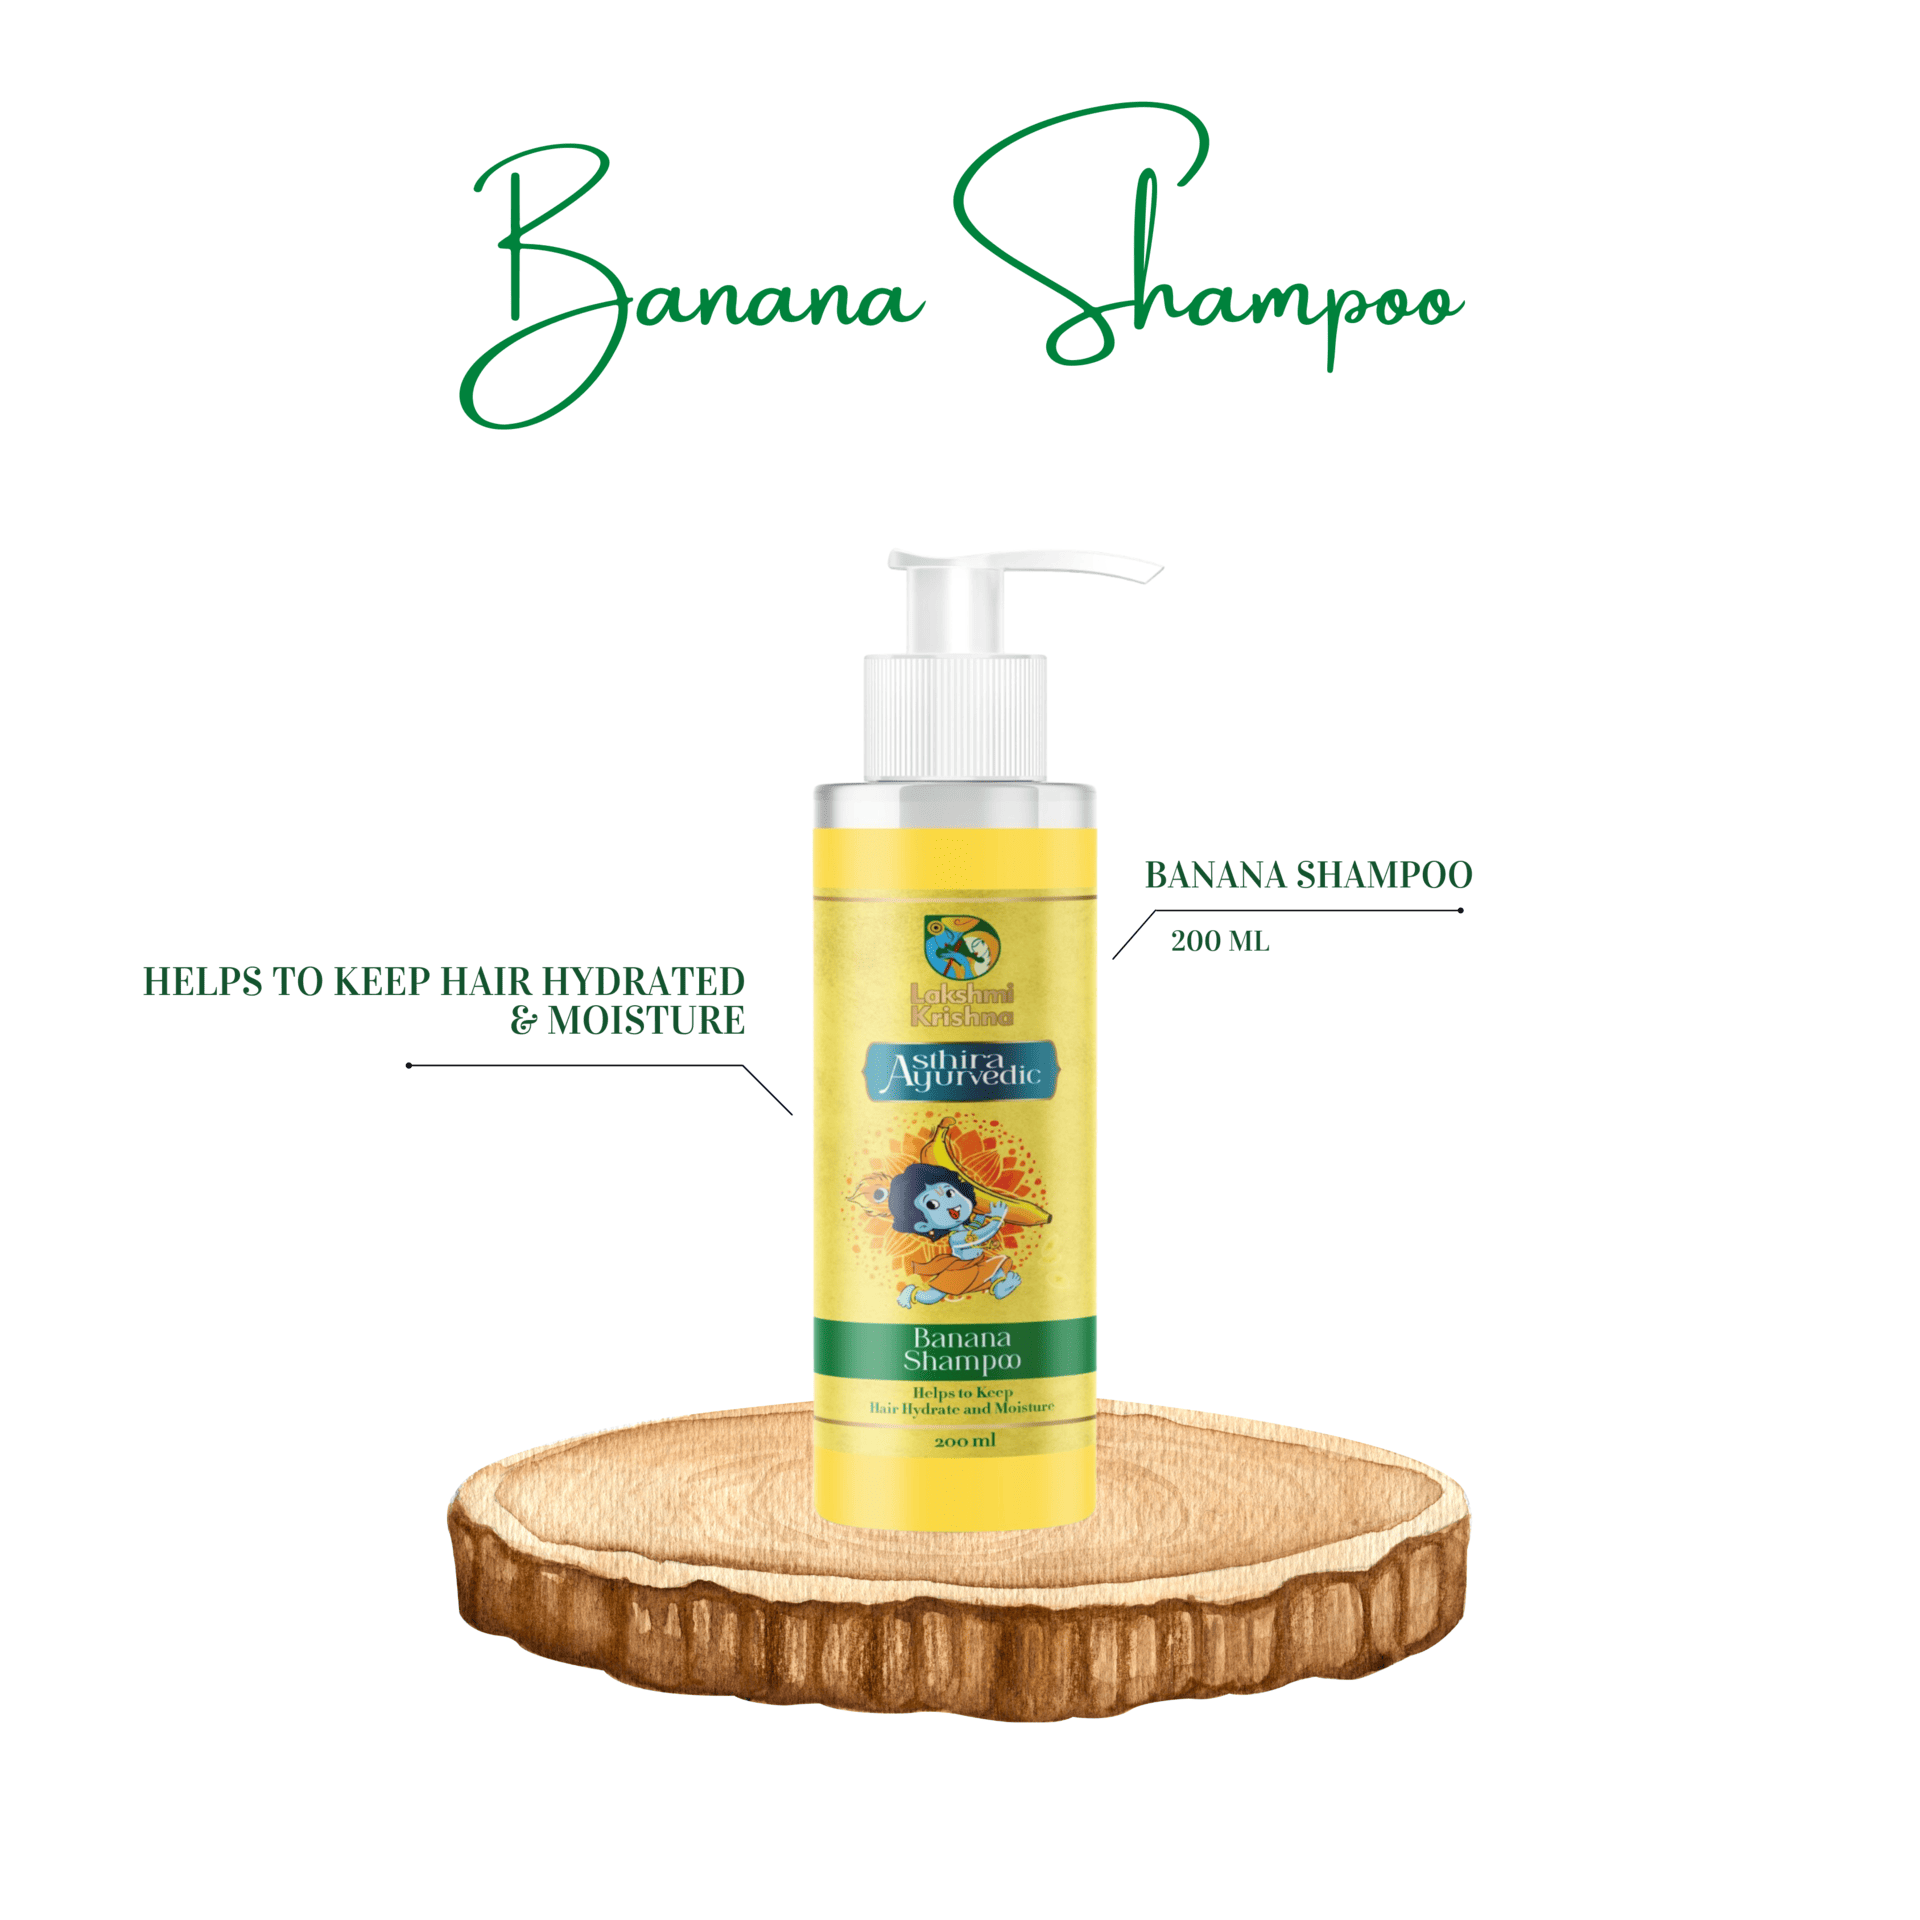 Banana Shampoo
BANANA SHAMPOO
200 ML
HELPS TO KEEP HAIR HYDRATED
& MOISTURE
Lakshmi
Krishna
Asthira
Ayurvedic
Banana
Shampoo
Helps to Keep
Hair Hydrate and Moisture
200 ml